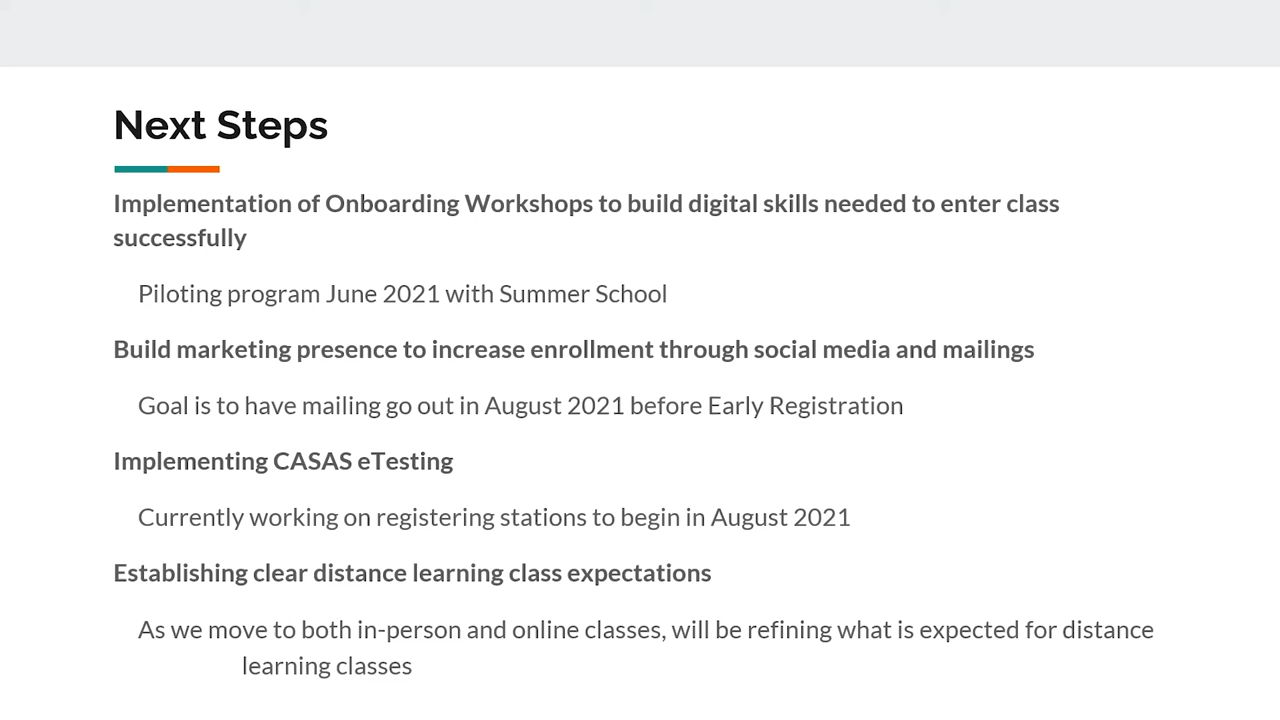 Next Steps
Implementation of Onboarding Workshops to build digital skills needed to enter class
successfully
Piloting program June 2021 with Summer School
Build marketing presence to increase enrollment through social media and mailings
Goal is to have mailing go out in August 2021 before Early Registration
Implementing CASAS eTesting
Currently working on registering stations to begin in August 2021
Establishing clear distance learning class expectations
As we move to both in-person and online classes, will be refining what is expected for distance
learning classes